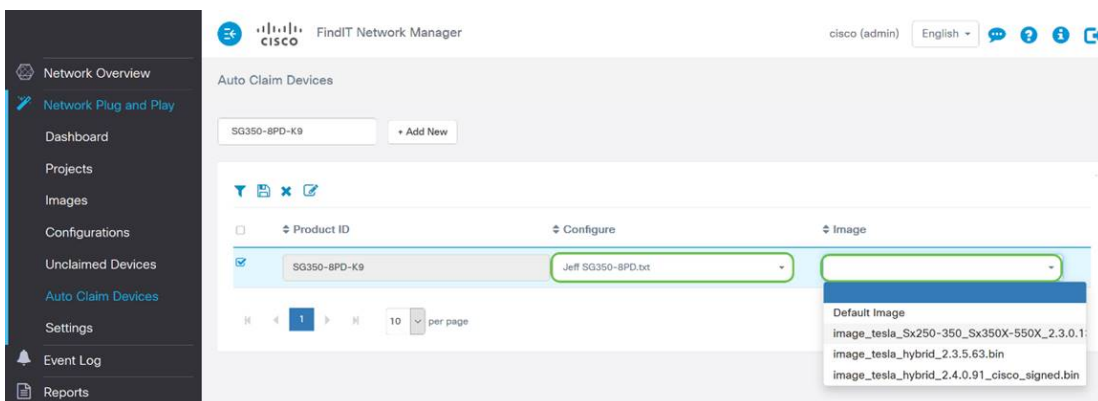 CISCO FindIT Network Manager cisco (admin) English
Network Overview
Auto Claim Devices
Network Plug and Play
Dashboard
SG350-8PD-K9 + Add New
Projects
Images
Configurations
Product ID Configure Image
Unclaimed Devices
SG350-8PD-K9 Jeff SG350-8PD.txt
Auto Claim Devices
Settings
1 10 per page
Default Image
image_tesla_Sx250-350_Sx350X-550X_2.3.0.1
image_tesla_hybrid_2.3.5.63.bin
image_tesla_hybrid_2.4.0.91_cisco_signed.bin
Event Log
Reports